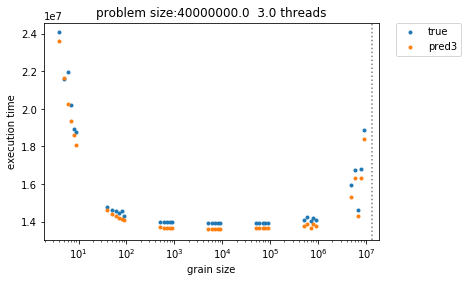 problem size:40000000.0  3.0 threads
1e7
true
pred3
2.4
2.2
2.0
1.8
1.6
1.4
execution time
10^1 10^2 10^3 10^4 10^5 10^6 10^7
grain size